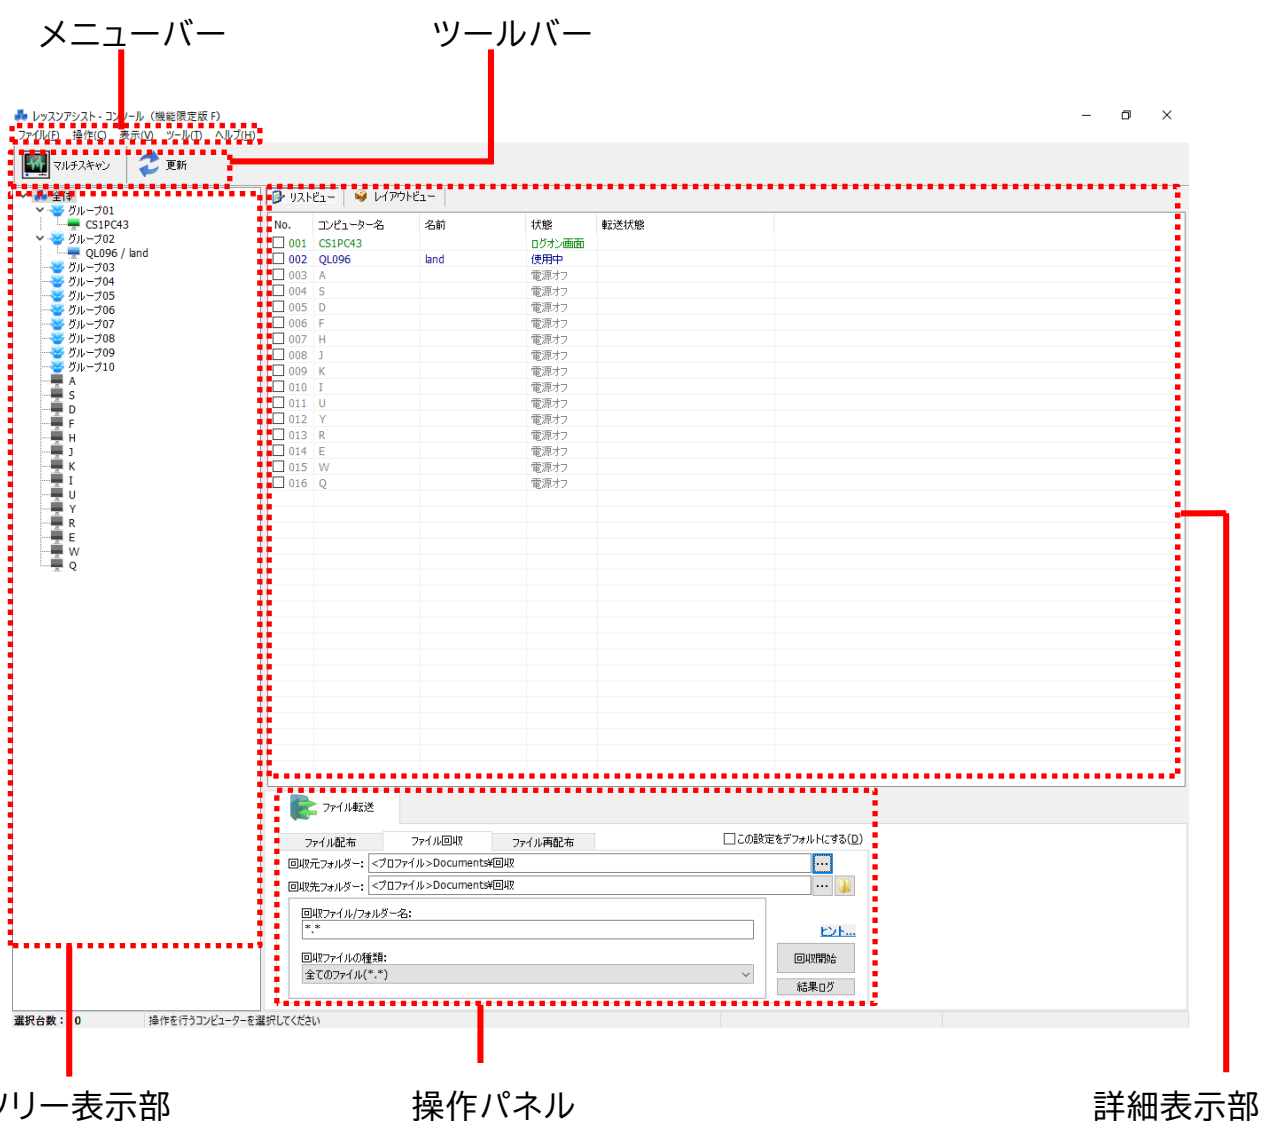 メニューバー
ツールバー
レッスンアシスト - コンソール（機能限定版 F）
ファイル(F) 操作(C) 表示(V) ツール(T) ヘルプ(H)
マルチスキャン 更新
全体
グループ01
CS1PC43
グループ02
QL096 / land
グループ03
グループ04
グループ05
グループ06
グループ07
グループ08
グループ09
グループ10
A
S
D
F
H
J
K
I
U
Y
R
E
W
Q
リストビュー レイアウトビュー
No. コンピューター名 名前 状態 転送状態
001 CS1PC43 ログオン画面
002 QL096 land 使用中
003 A 電源オフ
004 S 電源オフ
005 D 電源オフ
006 F 電源オフ
007 H 電源オフ
008 J 電源オフ
009 K 電源オフ
010 I 電源オフ
011 U 電源オフ
012 Y 電源オフ
013 R 電源オフ
014 E 電源オフ
015 W 電源オフ
016 Q 電源オフ
ファイル転送
ファイル配布 ファイル回収 ファイル再配布 この設定をデフォルトにする(D)
回収元フォルダー: <プロファイル>Documents¥回収 ...
回収先フォルダー: <プロファイル>Documents¥回収 ...
回収ファイル/フォルダー名:
*.*
ヒント...
回収ファイルの種類:
回収開始
全てのファイル(*.*)
結果ログ
選択台数： 0 操作を行うコンピューターを選択してください
ツリー表示部
操作パネル
詳細表示部